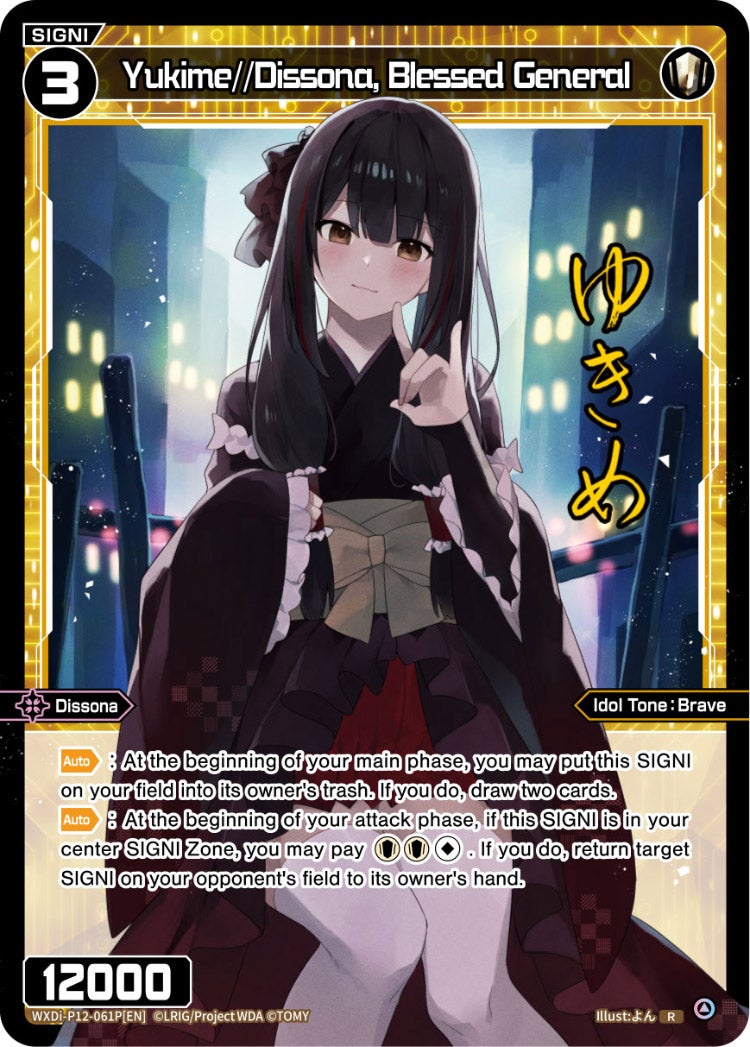 SIGNI
3
Yukime//Dissona, Blessed General
ゆきめ
Dissona
Idol Tone：Brave
Auto : At the beginning of your main phase, you may put this SIGNI
on your field into its owner's trash. If you do, draw two cards.
Auto : At the beginning of your attack phase, if this SIGNI is in your
center SIGNI Zone, you may pay . If you do, return target
SIGNI on your opponent's field to its owner's hand.
12000
WXDi-P12-061P[EN] ©LRIG/Project WDA ©TOMY
Illust:よん R